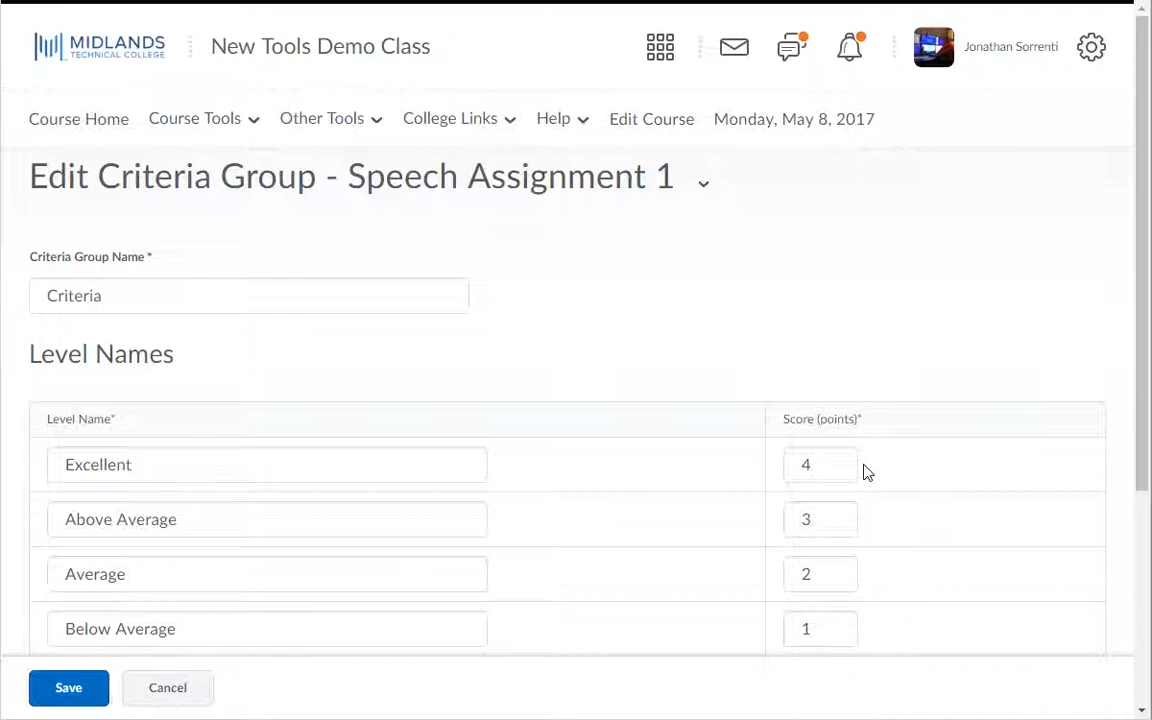 MIDLANDS
TECHNICAL COLLEGE
New Tools Demo Class
Jonathan Sorrenti
Course Home Course Tools Other Tools College Links Help Edit Course Monday, May 8, 2017
Edit Criteria Group - Speech Assignment 1
Criteria Group Name *
Criteria
Level Names
Level Name* Score (points)*
Excellent 4
Above Average 3
Average 2
Below Average 1
Save Cancel